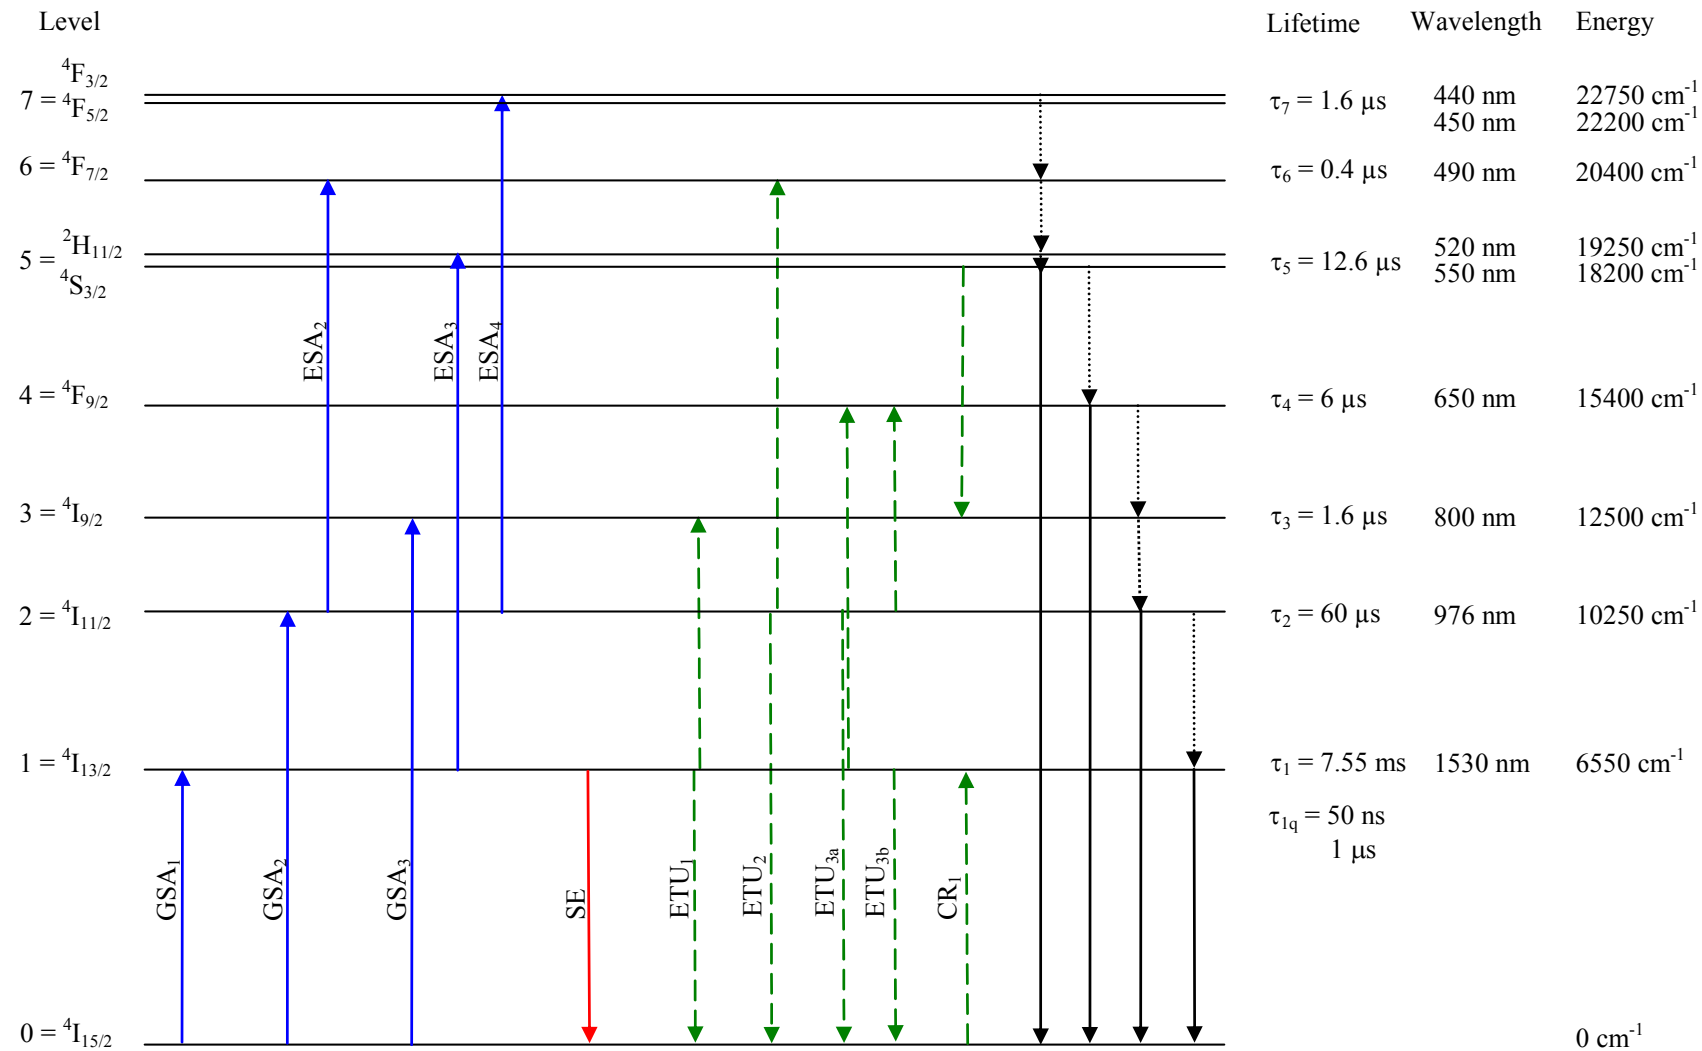 Level Lifetime Wavelength Energy
⁴F₃/₂
7 = ⁴F₅/₂ τ₇ = 1.6 µs 440 nm 22750 cm⁻¹
450 nm 22200 cm⁻¹
6 = ⁴F₇/₂ τ₆ = 0.4 µs 490 nm 20400 cm⁻¹
²H₁₁/₂ 520 nm 19250 cm⁻¹
5 = τ₅ = 12.6 µs
⁴S₃/₂ 550 nm 18200 cm⁻¹
ESA₂ ESA₃ ESA₄
4 = ⁴F₉/₂ τ₄ = 6 µs 650 nm 15400 cm⁻¹
3 = ⁴I₉/₂ τ₃ = 1.6 µs 800 nm 12500 cm⁻¹
2 = ⁴I₁₁/₂ τ₂ = 60 µs 976 nm 10250 cm⁻¹
1 = ⁴I₁₃/₂ τ₁ = 7.55 ms 1530 nm 6550 cm⁻¹
τ₁q = 50 ns
1 µs
GSA₁ GSA₂ GSA₃ SE ETU₁ ETU₂ ETU₃ₐ ETU₃b CR₁
0 = ⁴I₁₅/₂ 0 cm⁻¹